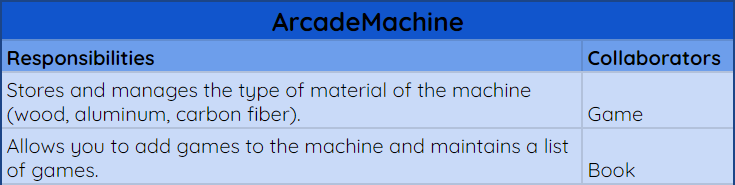 ArcadeMachine
Responsibilities Collaborators
Stores and manages the type of material of the machine
(wood, aluminum, carbon fiber). Game
Allows you to add games to the machine and maintains a list
of games. Book